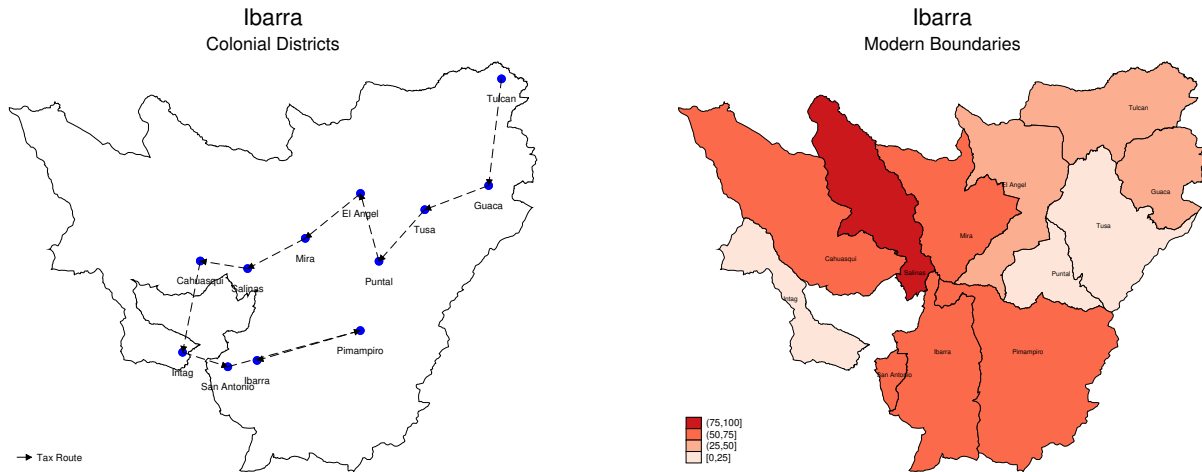 Ibarra
Colonial Districts
Tulcan
Guaca
El Angel
Tusa
Mira
Puntal
Cahuasqui
Salinas
Pimampiro
Intag
San Antonio
Ibarra
Tax Route
Ibarra
Modern Boundaries
Tulcan
El Angel
Guaca
Tusa
Mira
Cahuasqui
Salinas
Puntal
Intag
Ibarra
Pimampiro
San Antonio
(75,100]
(50,75]
(25,50]
[0,25]